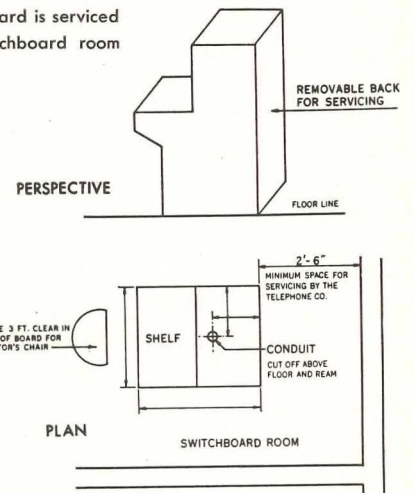 ard is serviced
tchboard room
REMOVABLE BACK
FOR SERVICING
PERSPECTIVE
FLOOR LINE
2'-6"
MINIMUM SPACE FOR
SERVICING BY THE
TELEPHONE CO.
E 3 FT. CLEAR IN
OF BOARD FOR
TOR'S CHAIR
SHELF
CONDUIT
CUT OFF ABOVE
FLOOR AND REAM
PLAN
SWITCHBOARD ROOM